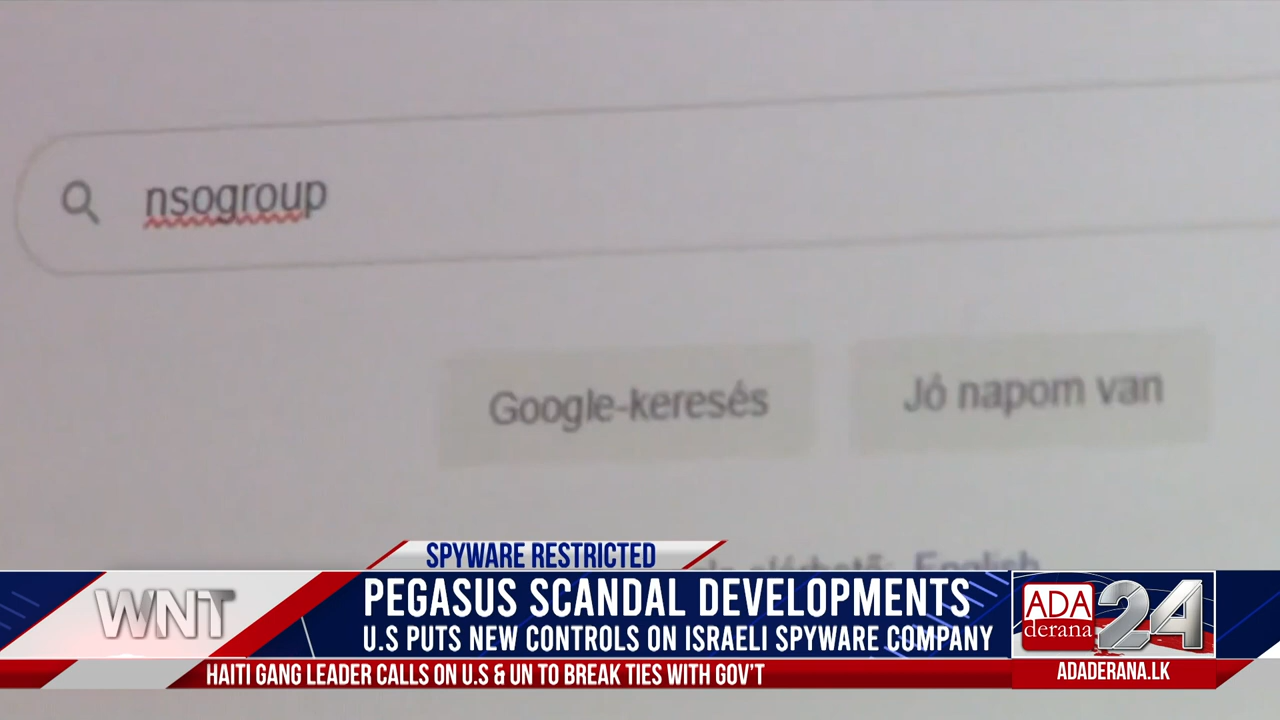 nsogroup
Google-keresés
Jó napom van
English
SPYWARE RESTRICTED
WNT
PEGASUS SCANDAL DEVELOPMENTS
U.S PUTS NEW CONTROLS ON ISRAELI SPYWARE COMPANY
ADA
derana
24
HAITI GANG LEADER CALLS ON U.S & UN TO BREAK TIES WITH GOV'T
ADADERANA.LK